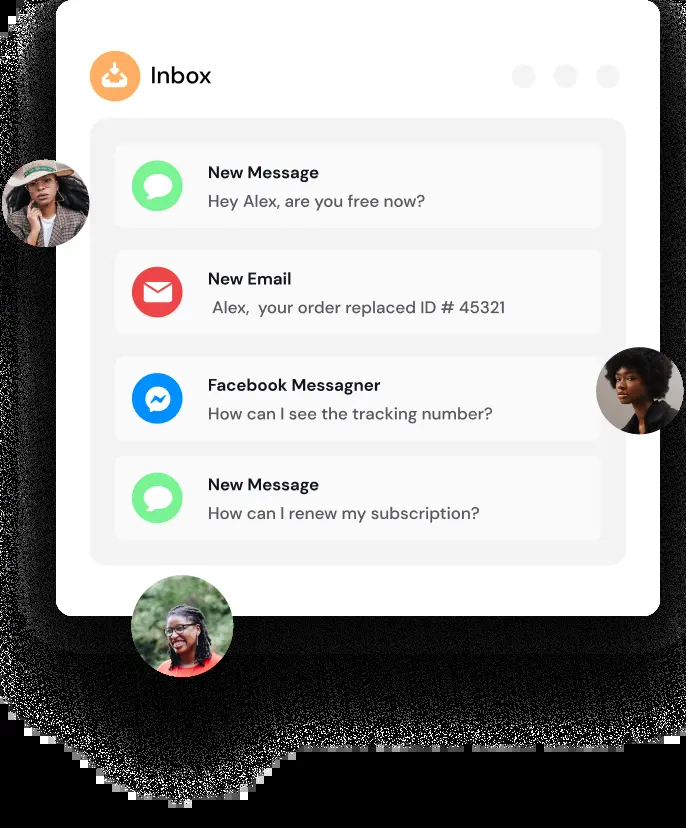 Inbox
New Message
Hey Alex, are you free now?
New Email
Alex,  your order replaced ID # 45321
Facebook Messagner
How can I see the tracking number?
New Message
How can I renew my subscription?